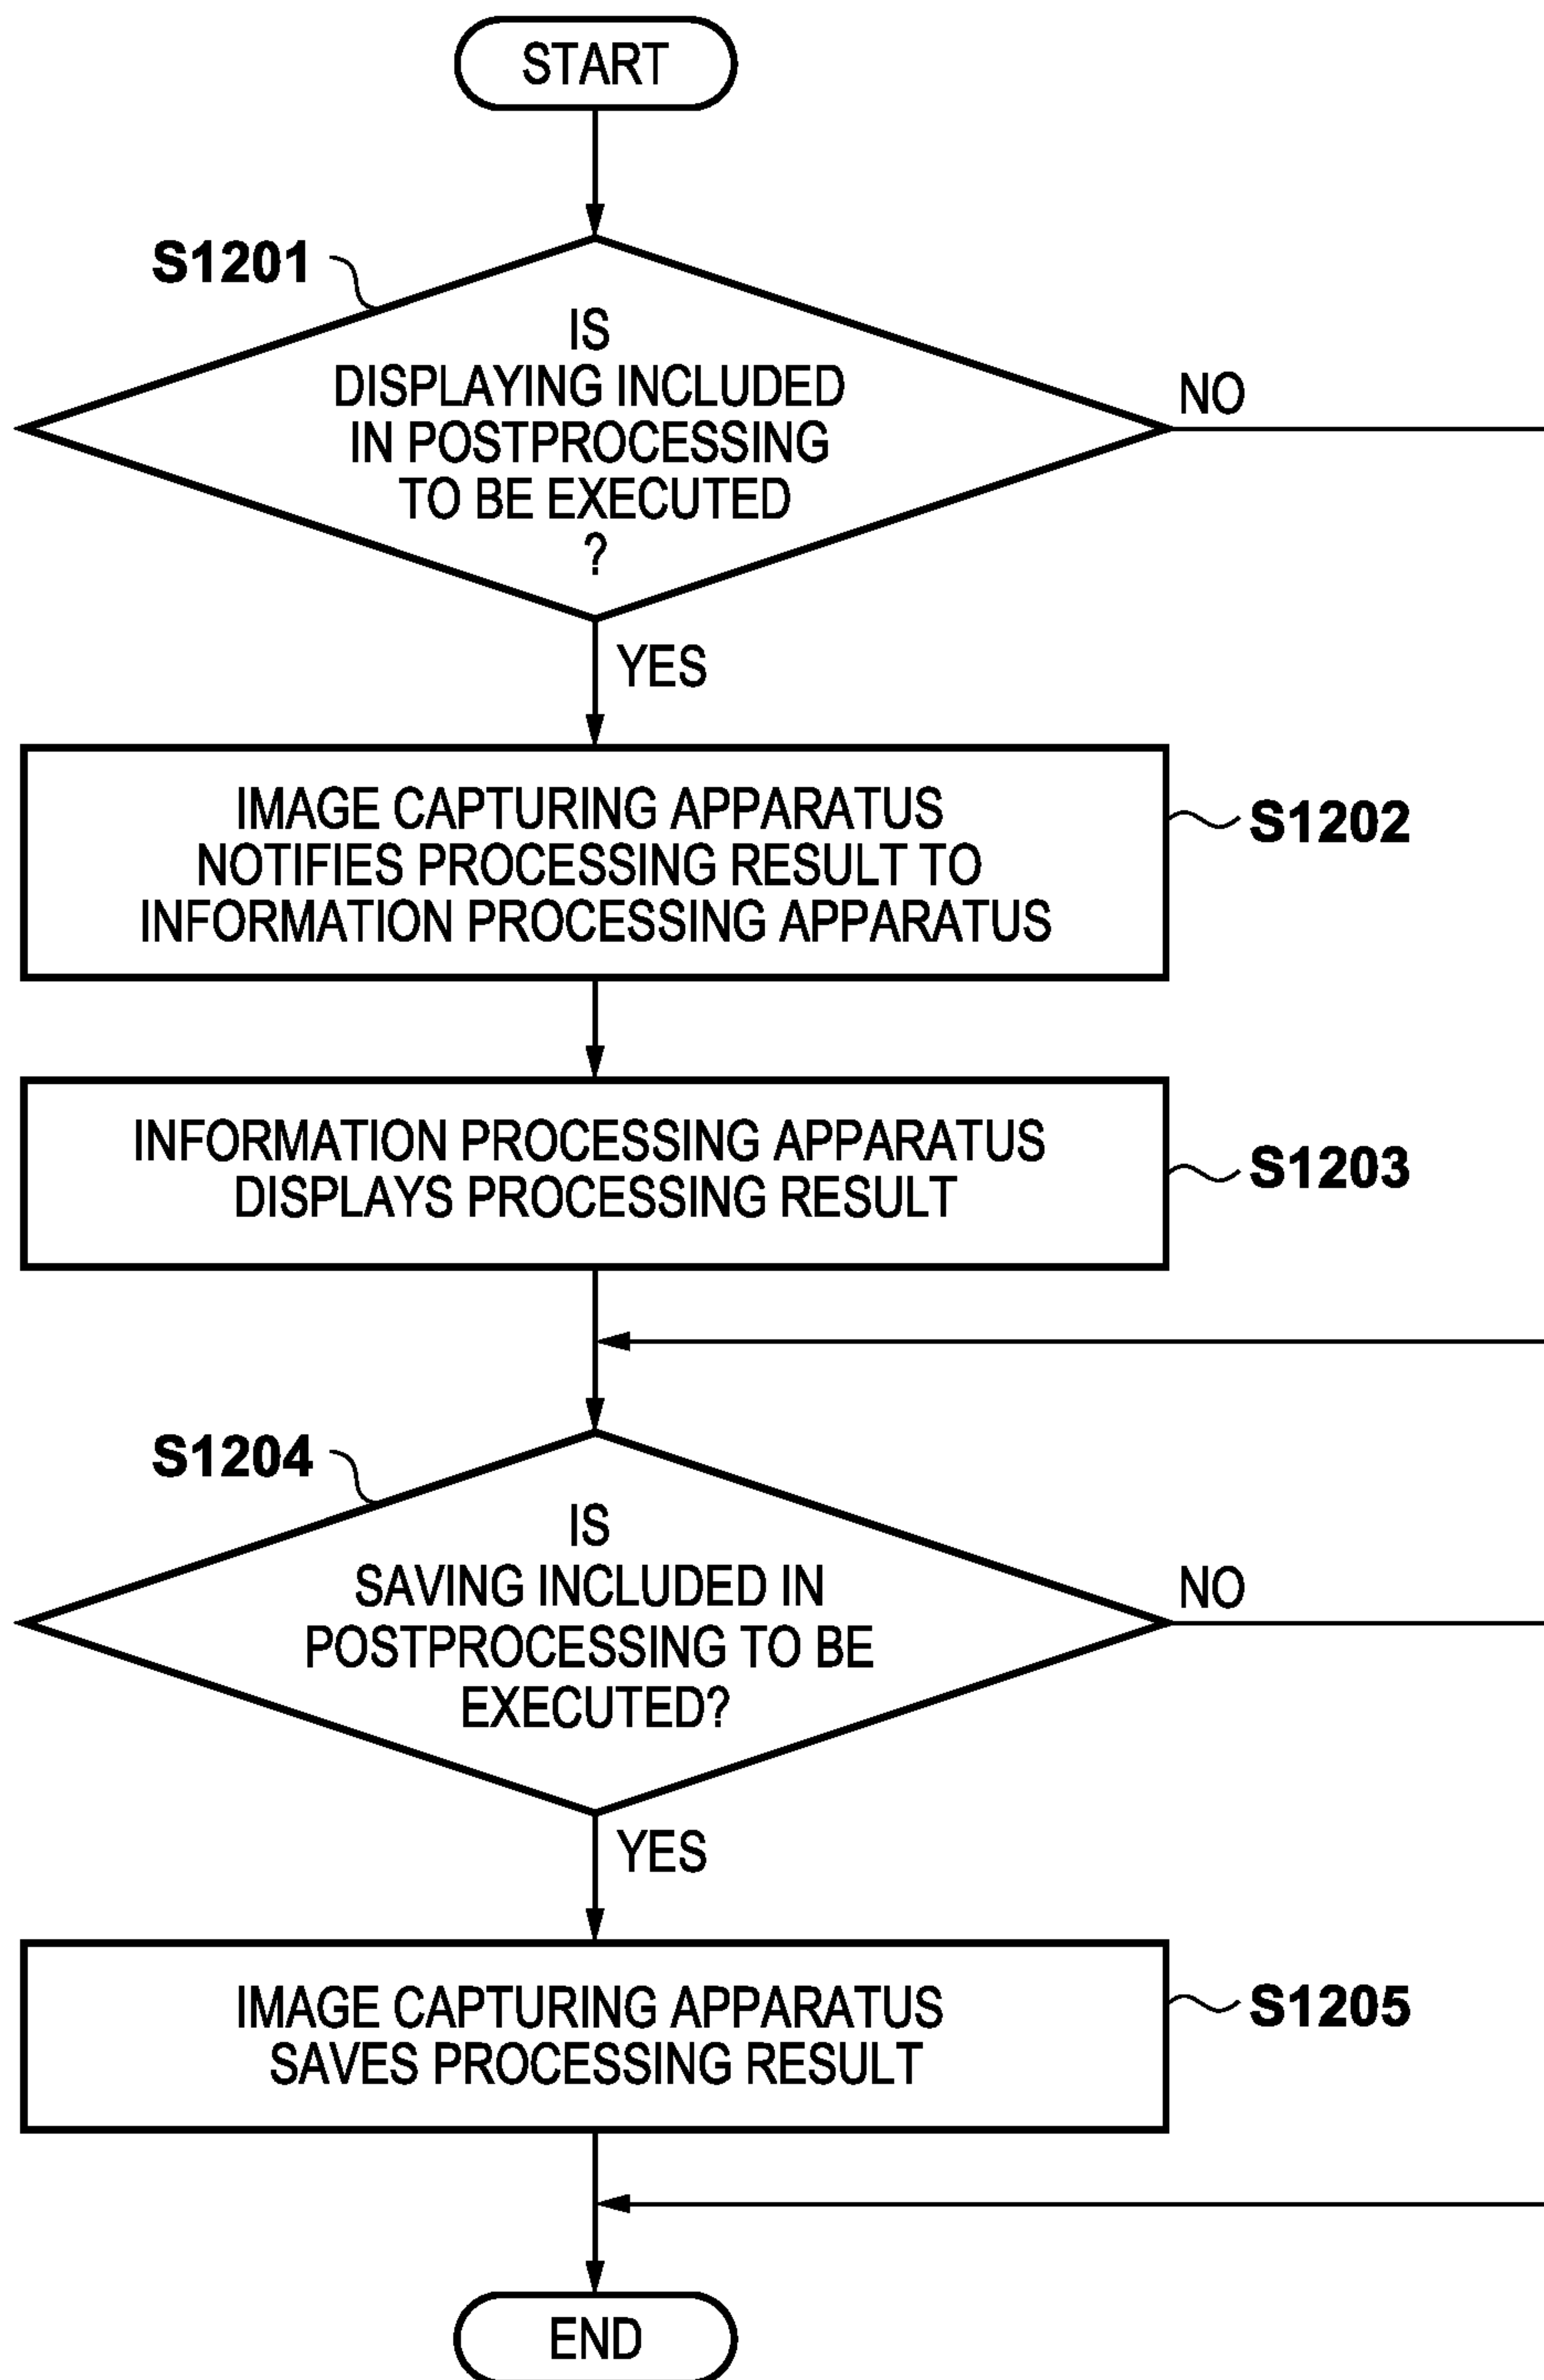 START
S1201
IS
DISPLAYING INCLUDED
IN POSTPROCESSING
TO BE EXECUTED
?
NO
YES
IMAGE CAPTURING APPARATUS
NOTIFIES PROCESSING RESULT TO
INFORMATION PROCESSING APPARATUS
S1202
INFORMATION PROCESSING APPARATUS
DISPLAYS PROCESSING RESULT
S1203
S1204
IS
SAVING INCLUDED IN
POSTPROCESSING TO BE
EXECUTED?
NO
YES
IMAGE CAPTURING APPARATUS
SAVES PROCESSING RESULT
S1205
END